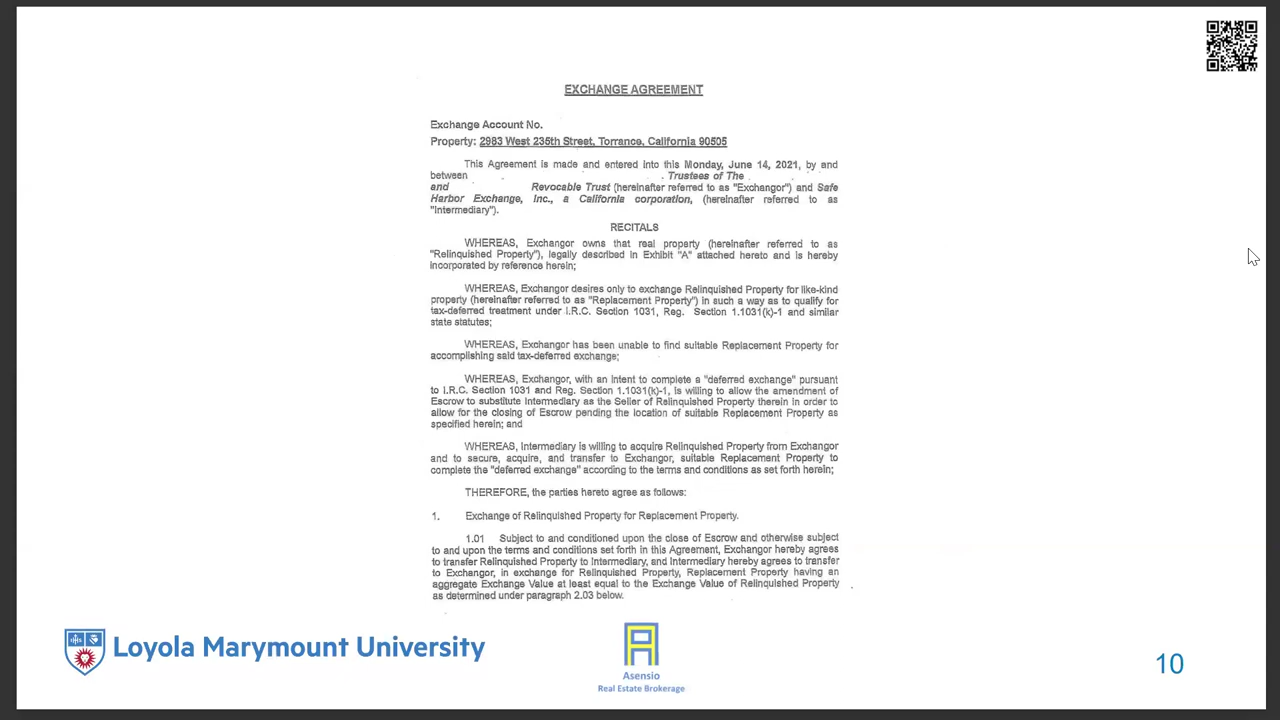 EXCHANGE AGREEMENT
Exchange Account No.
Property: 2983 West 235th Street, Torrance, California 90505
This Agreement is made and entered into this Monday, June 14, 2021, by and
between Trustees of The
and Revocable Trust (hereinafter referred to as "Exchangor") and Safe
Harbor Exchange, Inc., a California corporation, (hereinafter referred to as
"Intermediary").
RECITALS
WHEREAS, Exchangor owns that real property (hereinafter referred to as
"Relinquished Property"), legally described in Exhibit "A" attached hereto and is hereby
incorporated by reference herein;
WHEREAS, Exchangor desires only to exchange Relinquished Property for like-kind
property (hereinafter referred to as "Replacement Property") in such a way as to qualify for
tax-deferred treatment under I.R.C. Section 1031, Reg. Section 1.1031(k)-1 and similar
state statutes;
WHEREAS, Exchangor has been unable to find suitable Replacement Property for
accomplishing said tax-deferred exchange;
WHEREAS, Exchangor, with an intent to complete a "deferred exchange" pursuant
to I.R.C. Section 1031 and Reg. Section 1.1031(k)-1, is willing to allow the amendment of
Escrow to substitute Intermediary as the Seller of Relinquished Property therein in order to
allow for the closing of Escrow pending the location of suitable Replacement Property as
specified herein; and
WHEREAS, Intermediary is willing to acquire Relinquished Property from Exchangor
and to secure, acquire, and transfer to Exchangor, suitable Replacement Property to
complete the "deferred exchange" according to the terms and conditions as set forth herein;
THEREFORE, the parties hereto agree as follows:
1. Exchange of Relinquished Property for Replacement Property.
1.01 Subject to and conditioned upon the close of Escrow and otherwise subject
to and upon the terms and conditions set forth in this Agreement, Exchangor hereby agrees
to transfer Relinquished Property to Intermediary, and Intermediary hereby agrees to transfer
to Exchangor, in exchange for Relinquished Property, Replacement Property having an
aggregate Exchange Value at least equal to the Exchange Value of Relinquished Property
as determined under paragraph 2.03 below.
Loyola Marymount University
Asensio
Real Estate Brokerage
10